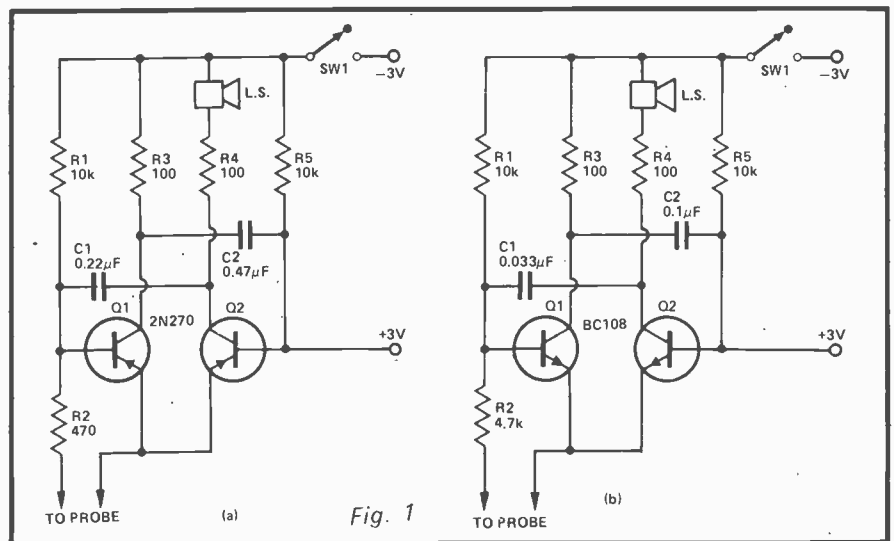 SW1
−3V
L.S.
R1
10k
R3
100
R4
100
R5
10k
C1
0.22µF
C2
0.47µF
Q1
2N270
Q2
+3V
R2
470
TO PROBE
(a)
SW1
−3V
L.S.
R1
10k
R3
100
R4
100
R5
10k
C2
0.1µF
C1
0.033µF
Q1
BC108
Q2
+3V
R2
4.7k
TO PROBE
(b)
Fig. 1